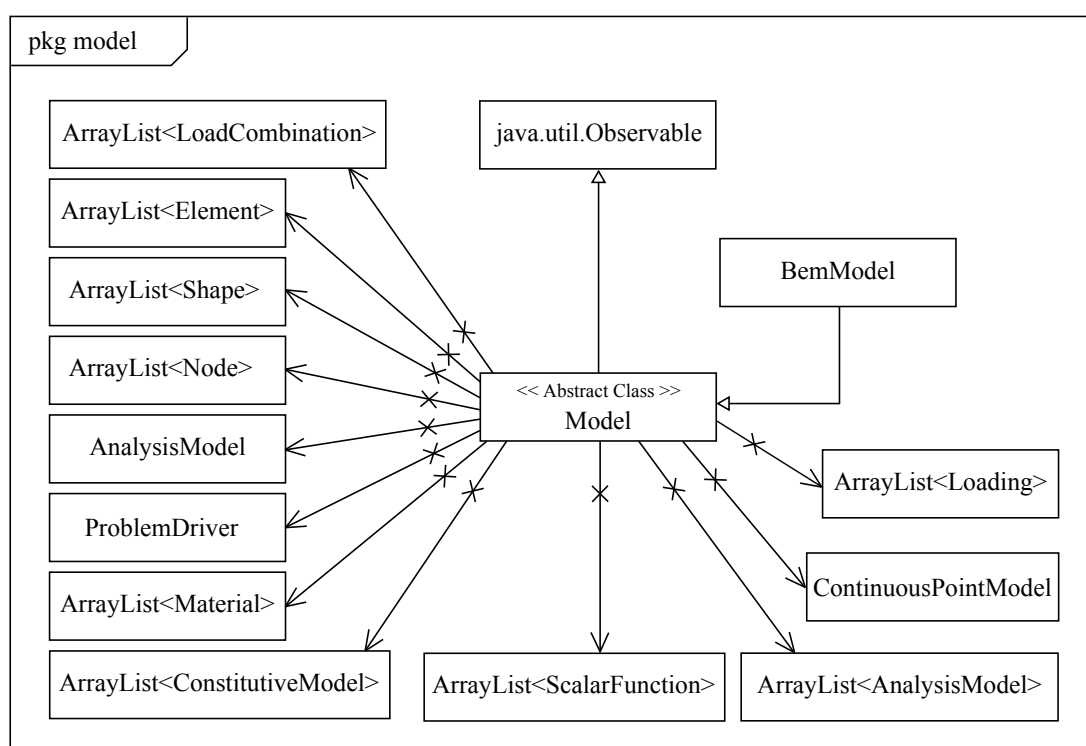 pkg model
ArrayList<LoadCombination>
java.util.Observable
ArrayList<Element>
BemModel
ArrayList<Shape>
ArrayList<Node>
<< Abstract Class >>
Model
AnalysisModel
ArrayList<Loading>
ProblemDriver
ContinuousPointModel
ArrayList<Material>
ArrayList<ConstitutiveModel>
ArrayList<ScalarFunction>
ArrayList<AnalysisModel>